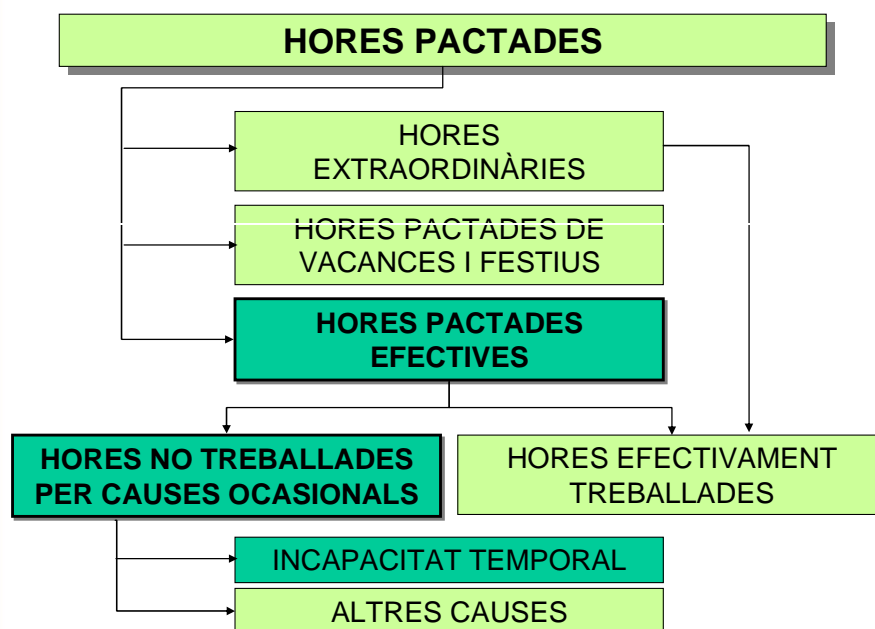 HORES PACTADES
HORES
EXTRAORDINÀRIES
HORES PACTADES DE
VACANCES I FESTIUS
HORES PACTADES
EFECTIVES
HORES NO TREBALLADES
PER CAUSES OCASIONALS
HORES EFECTIVAMENT
TREBALLADES
INCAPACITAT TEMPORAL
ALTRES CAUSES